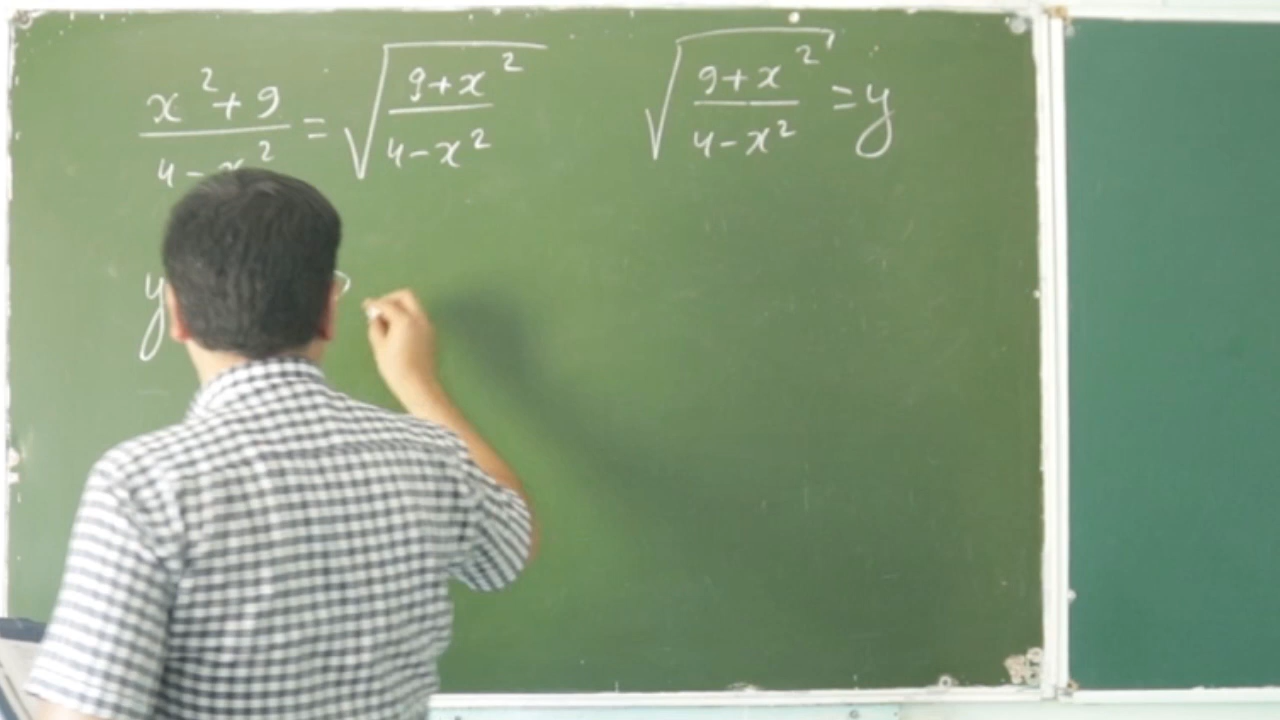 x² + 9 / 4 - x² = √(9 + x² / 4 - x²)
√(9 + x² / 4 - x²) = y
y